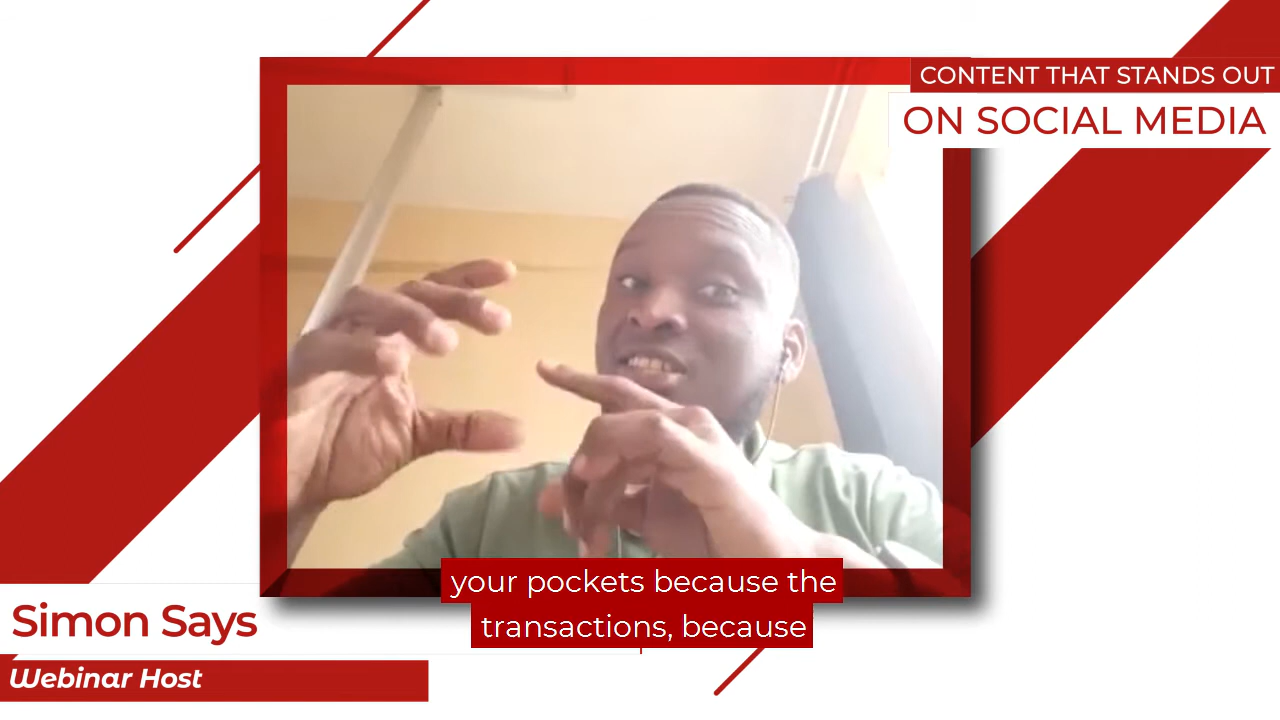 CONTENT THAT STANDS OUT
ON SOCIAL MEDIA
your pockets because the
transactions, because
Simon Says
Webinar Host